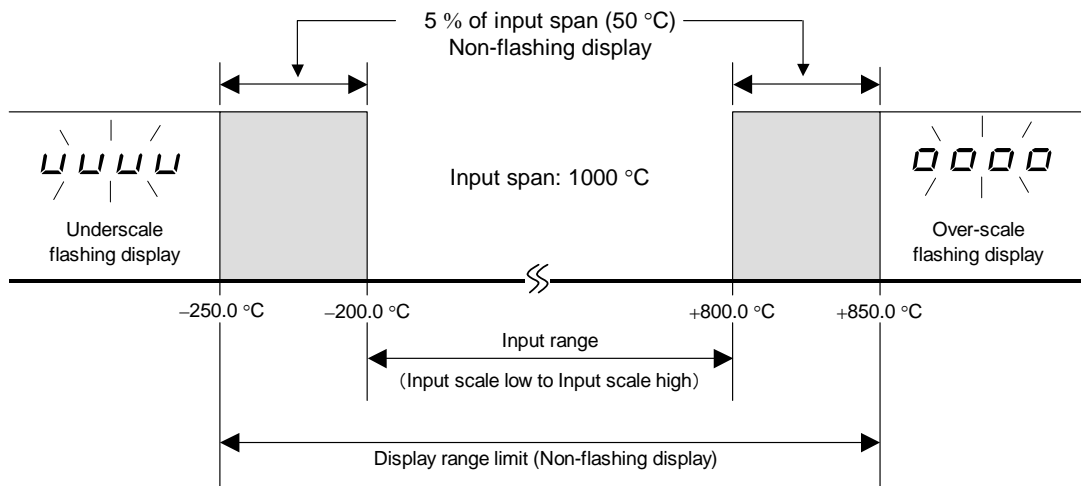 5 % of input span (50 °C)
Non-flashing display
uuuu
Input span: 1000 °C
oooo
Underscale
flashing display
Over-scale
flashing display
−250.0 °C
−200.0 °C
+800.0 °C
+850.0 °C
Input range
(Input scale low to Input scale high)
Display range limit (Non-flashing display)